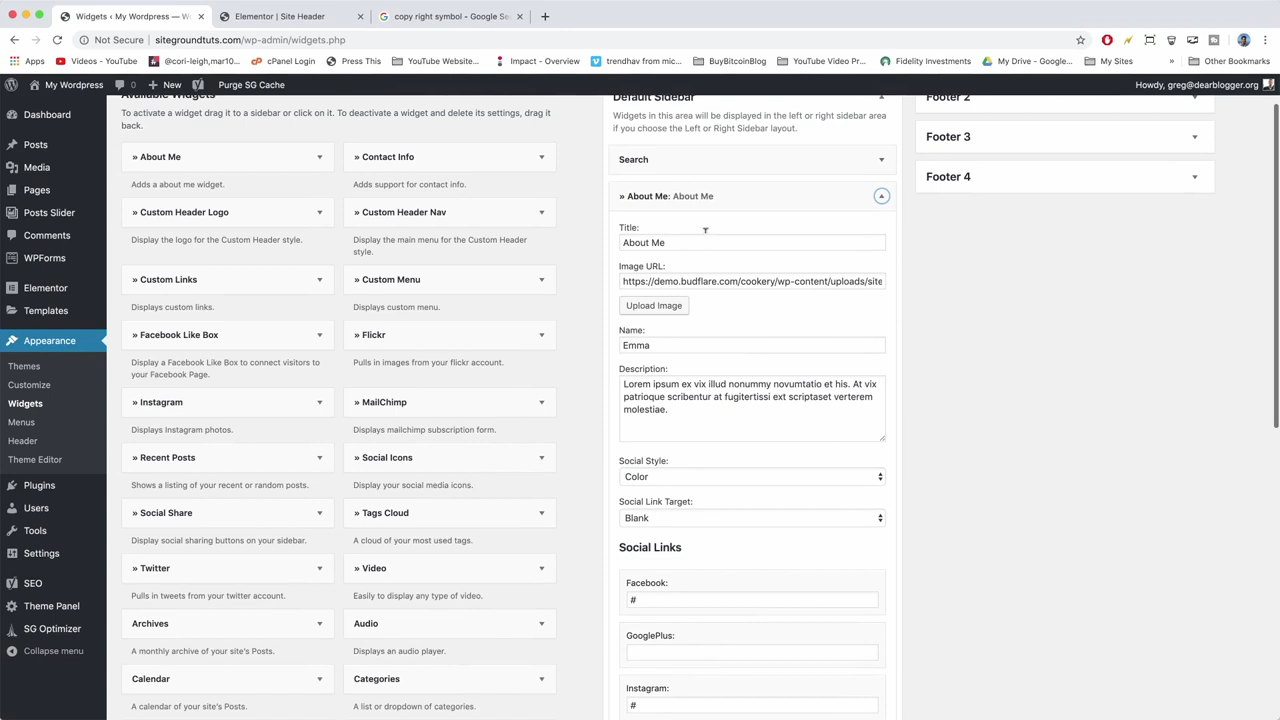 Widgets ‹ My Wordpress — W
Elementor | Site Header
copy right symbol - Google Se
Not Secure | sitegroundtuts.com/wp-admin/widgets.php
Apps
Videos - YouTube
@cori-leigh,mar10...
cPanel Login
Press This
YouTube Website...
Impact - Overview
trendhav from mic...
BuyBitcoinBlog
YouTube Video Pro...
Fidelity Investments
My Drive - Google...
My Sites
»
Other Bookmarks
My Wordpress
0
+ New
Purge SG Cache
Howdy, greg@dearblogger.org
Dashboard
Posts
Media
Pages
Posts Slider
Comments
WPForms
Elementor
Templates
Appearance
Themes
Customize
Widgets
Menus
Header
Theme Editor
Plugins
Users
Tools
Settings
SEO
Theme Panel
SG Optimizer
Collapse menu
Available Widgets
To activate a widget drag it to a sidebar or click on it. To deactivate a widget and delete its settings, drag it
back.
» About Me
Adds a about me widget.
» Contact Info
Adds support for contact info.
» Custom Header Logo
Display the logo for the Custom Header style.
» Custom Header Nav
Display the main menu for the Custom Header
style.
» Custom Links
Displays custom links.
» Custom Menu
Displays custom menu.
» Facebook Like Box
Display a Facebook Like Box to connect visitors to
your Facebook Page.
» Flickr
Pulls in images from your flickr account.
» Instagram
Displays Instagram photos.
» MailChimp
Displays mailchimp subscription form.
» Recent Posts
Shows a listing of your recent or random posts.
» Social Icons
Display your social media icons.
» Social Share
Display social sharing buttons on your sidebar.
» Tags Cloud
A cloud of your most used tags.
» Twitter
Pulls in tweets from your twitter account.
» Video
Easily to display any type of video.
Archives
A monthly archive of your site's Posts.
Audio
Displays an audio player.
Calendar
A calendar of your site's Posts.
Categories
A list or dropdown of categories.
Default Sidebar
Widgets in this area will be displayed in the left or right sidebar area
if you choose the Left or Right Sidebar layout.
Search
» About Me: About Me
Title:
About Me
Image URL:
https://demo.budflare.com/cookery/wp-content/uploads/site
Upload Image
Name:
Emma
Description:
Lorem ipsum ex vix illud nonummy novumtatio et his. At vix
patrioque scribentur at fugitertissi ext scriptaset verterem
molestiae.
Social Style:
Color
Social Link Target:
Blank
Social Links
Facebook:
#
GooglePlus:
Instagram:
#
Footer 2
Footer 3
Footer 4